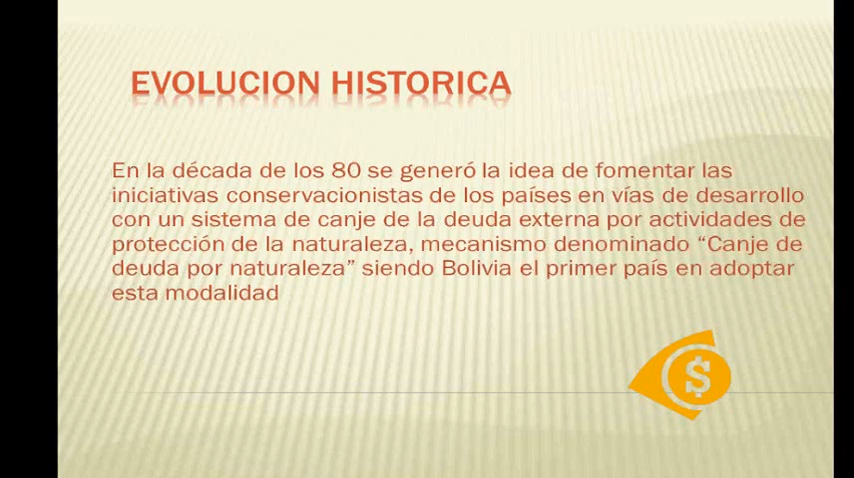 EVOLUCION HISTORICA
En la década de los 80 se generó la idea de fomentar las
iniciativas conservacionistas de los países en vías de desarrollo
con un sistema de canje de la deuda externa por actividades de
protección de la naturaleza, mecanismo denominado “Canje de
deuda por naturaleza” siendo Bolivia el primer país en adoptar
esta modalidad
$